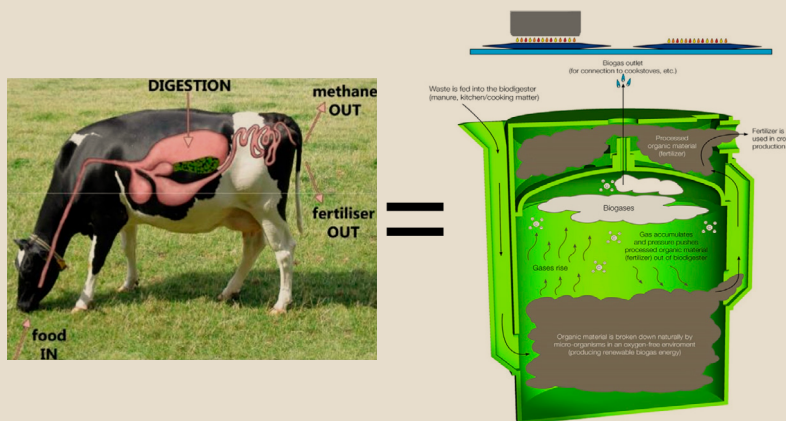 DIGESTION
methane
OUT
fertiliser
OUT
food
IN
=
Biogas outlet
(for connection to cookstoves, etc.)
Waste is fed into the biodigester
(manure, kitchen/cooking matter)
Processed
organic material
(fertilizer)
Fertilizer is
used in cro
production
Biogases
Gas accumulates
and pressure pushes
processed organic material
(fertilizer) out of biodigester
Gases rise
Organic material is broken down naturally by
micro-organisms in an oxygen-free enviroment
(producing renewable biogas energy)